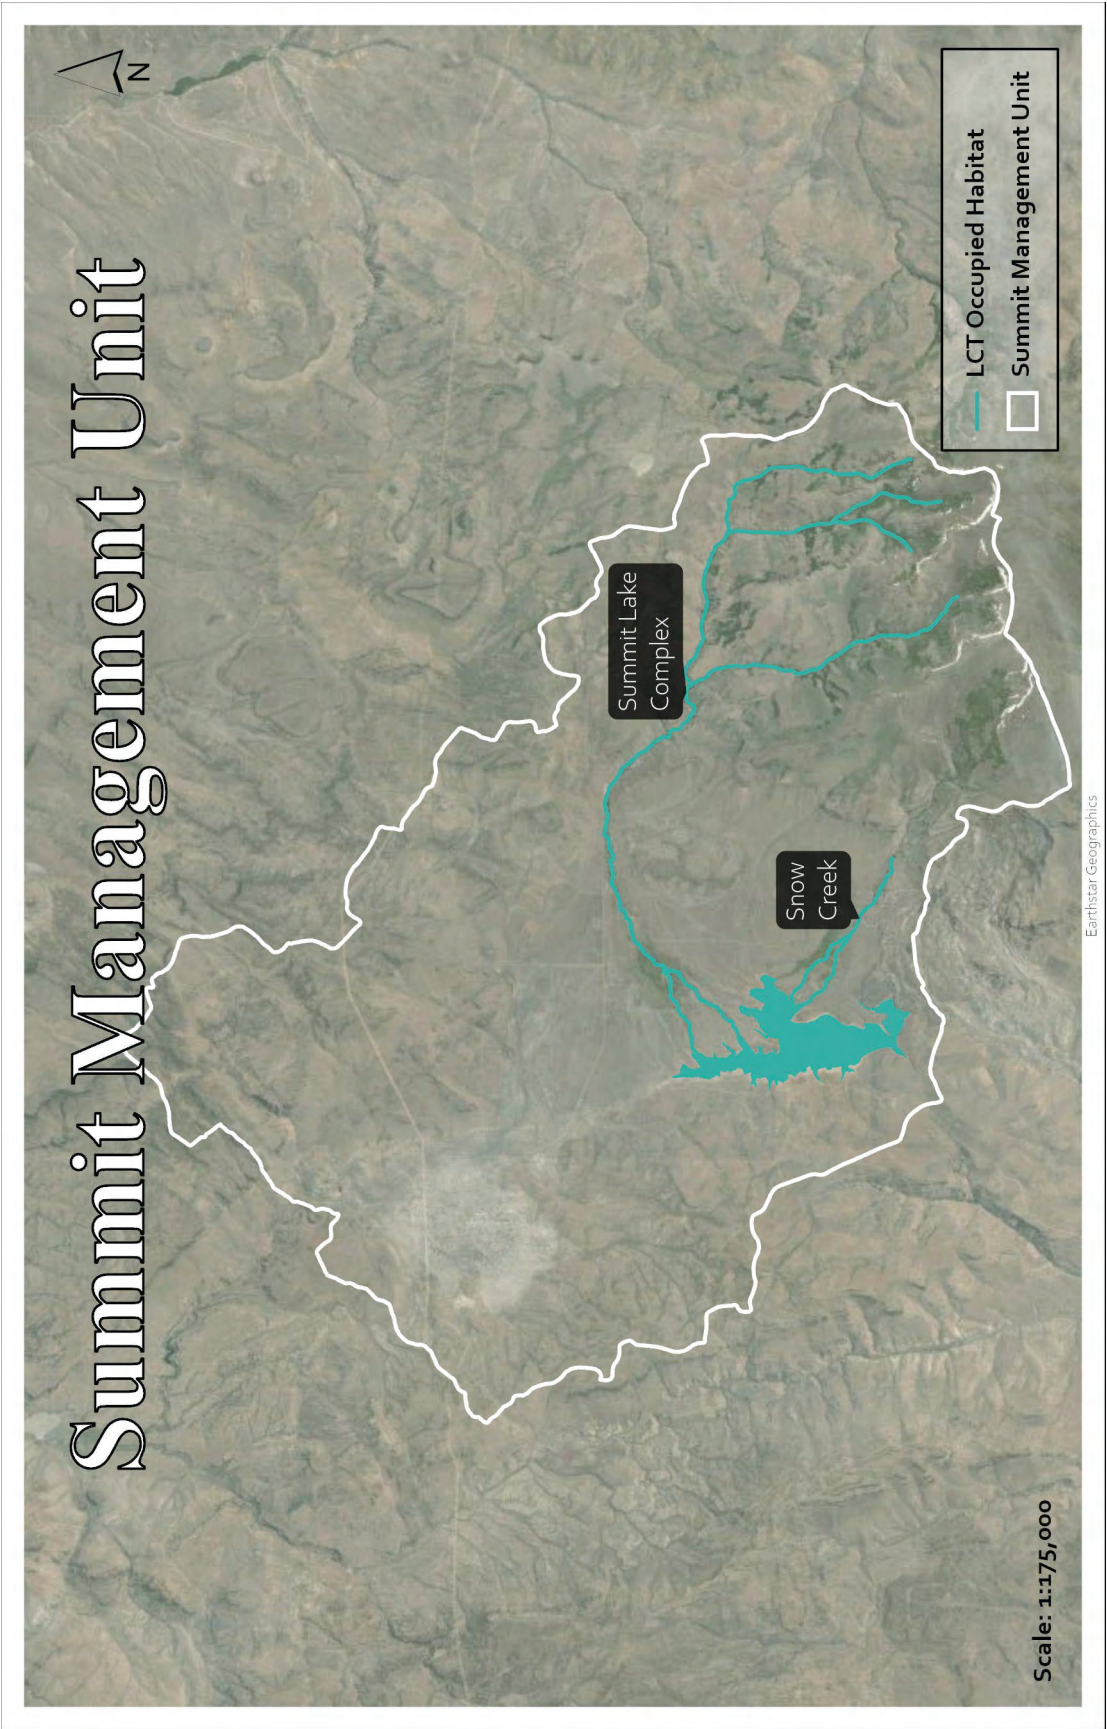 Summit Management Unit
N
Summit Lake
Complex
Snow
Creek
LCT Occupied Habitat
Summit Management Unit
Scale: 1:175,000
Earthstar Geographics